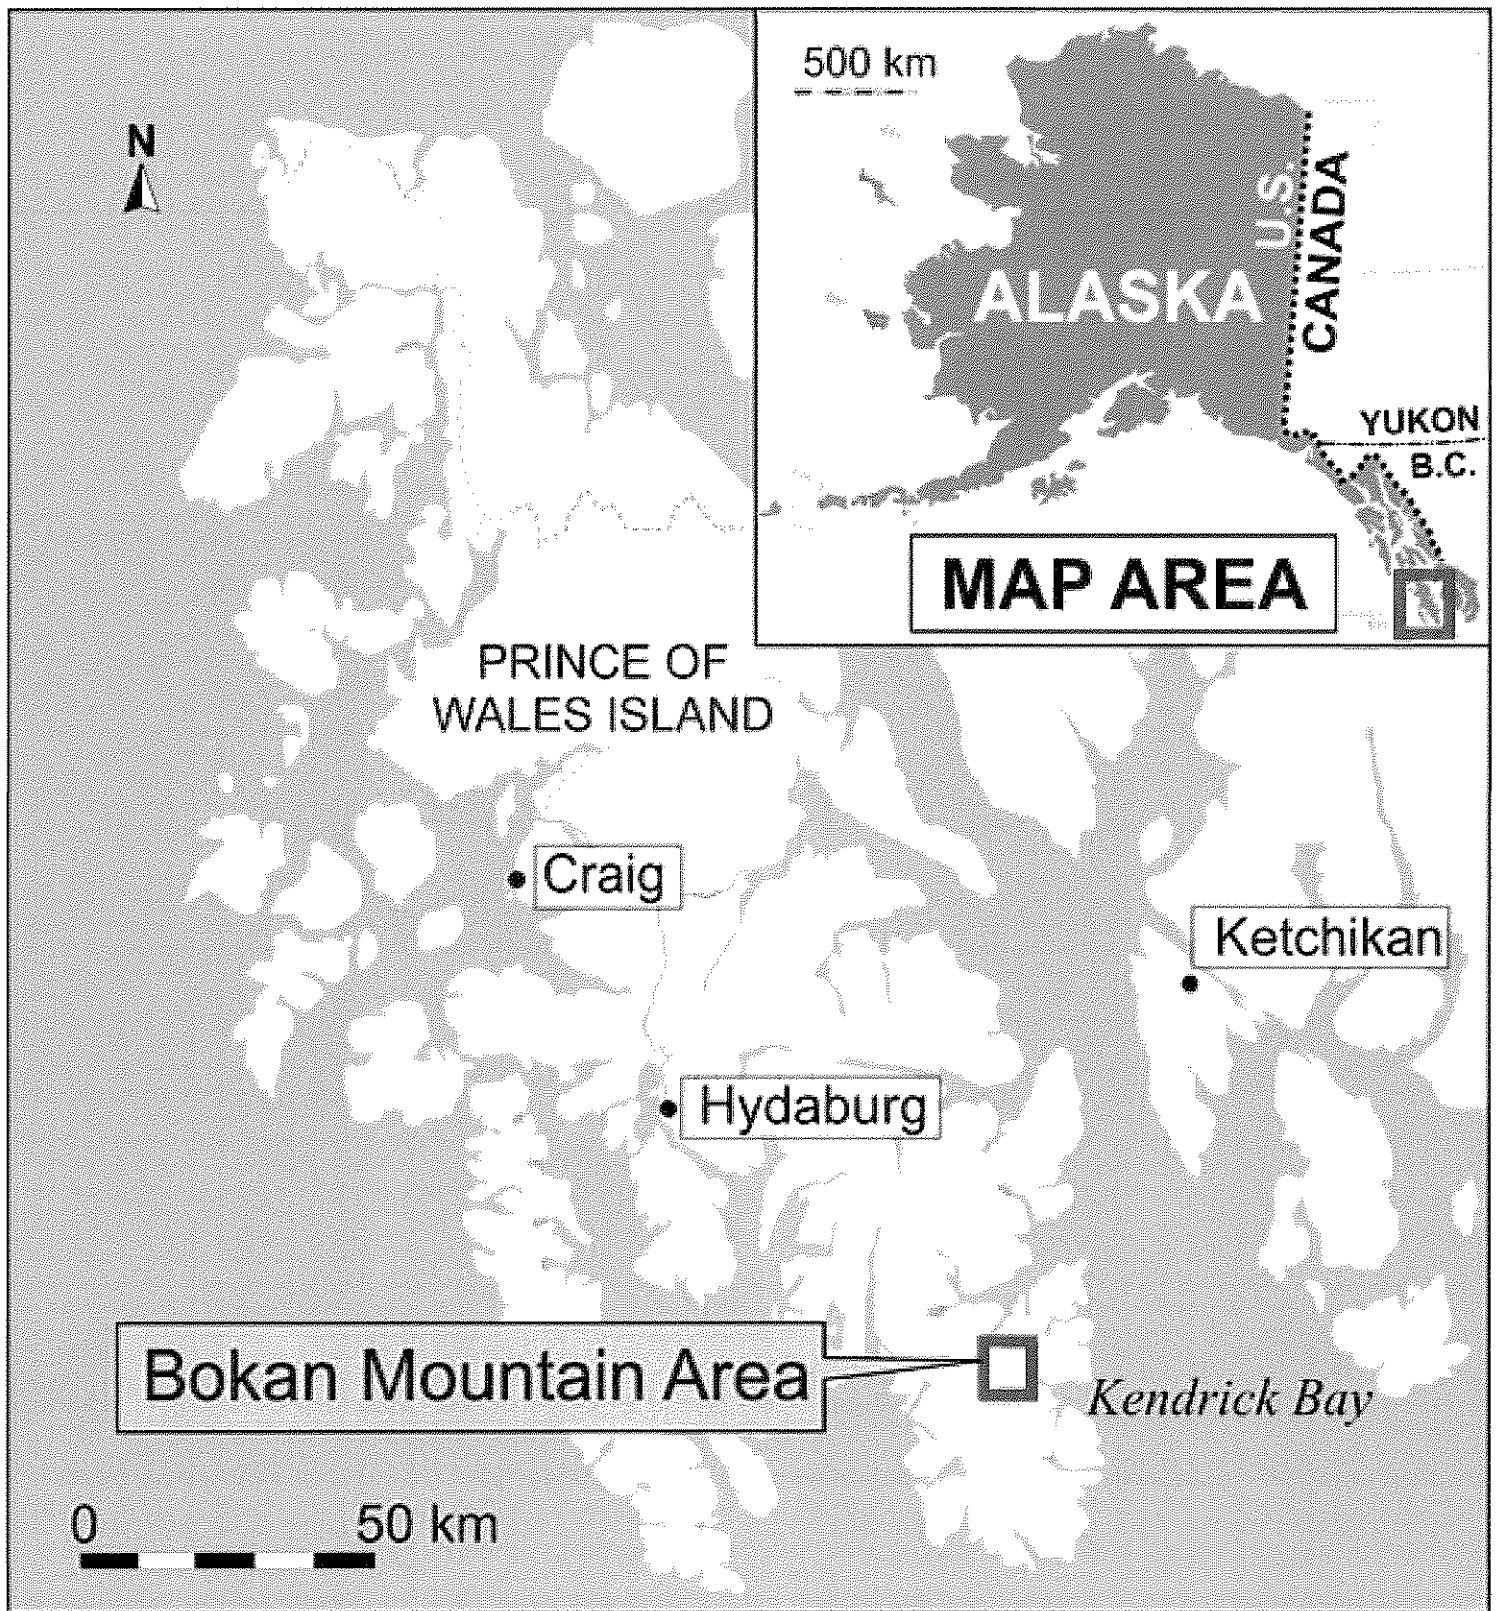 N
500 km
U.S.
CANADA
ALASKA
YUKON
B.C.
MAP AREA
PRINCE OF
WALES ISLAND
Craig
Ketchikan
Hydaburg
Bokan Mountain Area
Kendrick Bay
0 50 km